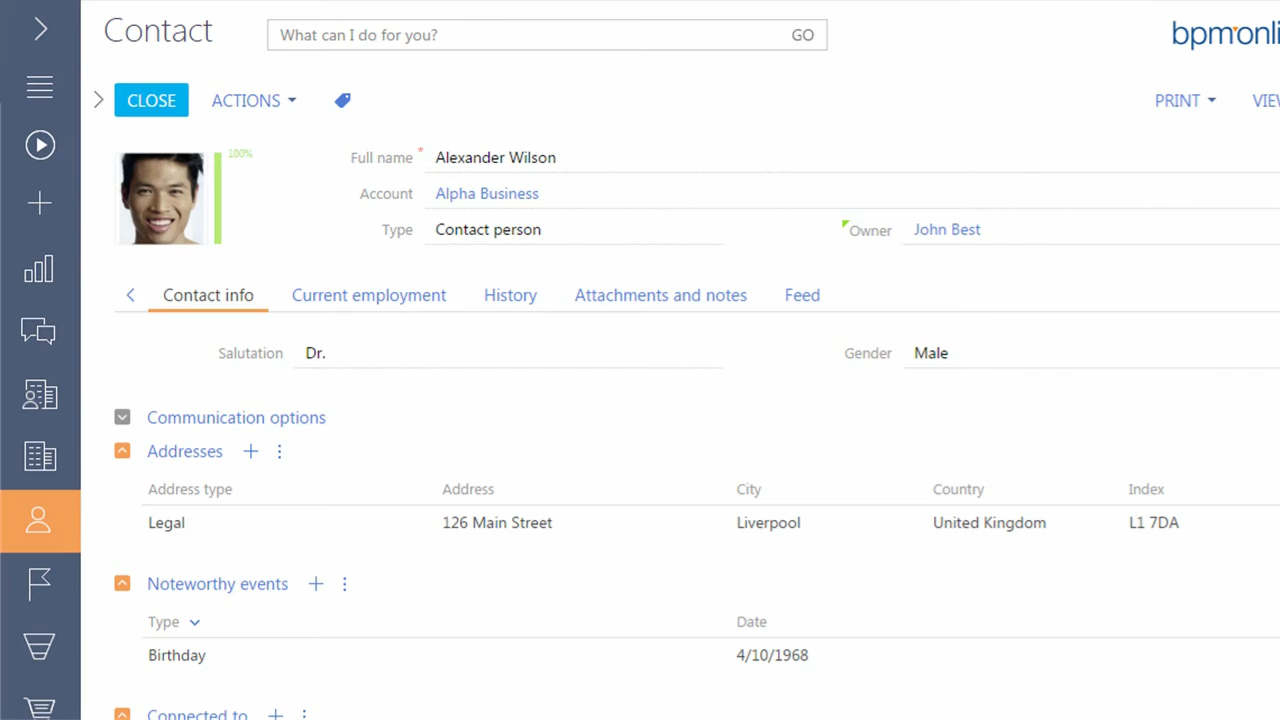 Contact
What can I do for you? GO
bpm'onli
CLOSE ACTIONS PRINT VIE
100%
Full name * Alexander Wilson
Account Alpha Business
Type Contact person Owner John Best
Contact info Current employment History Attachments and notes Feed
Salutation Dr. Gender Male
Communication options
Addresses
Address type Address City Country Index
Legal 126 Main Street Liverpool United Kingdom L1 7DA
Noteworthy events
Type Date
Birthday 4/10/1968
Connected to